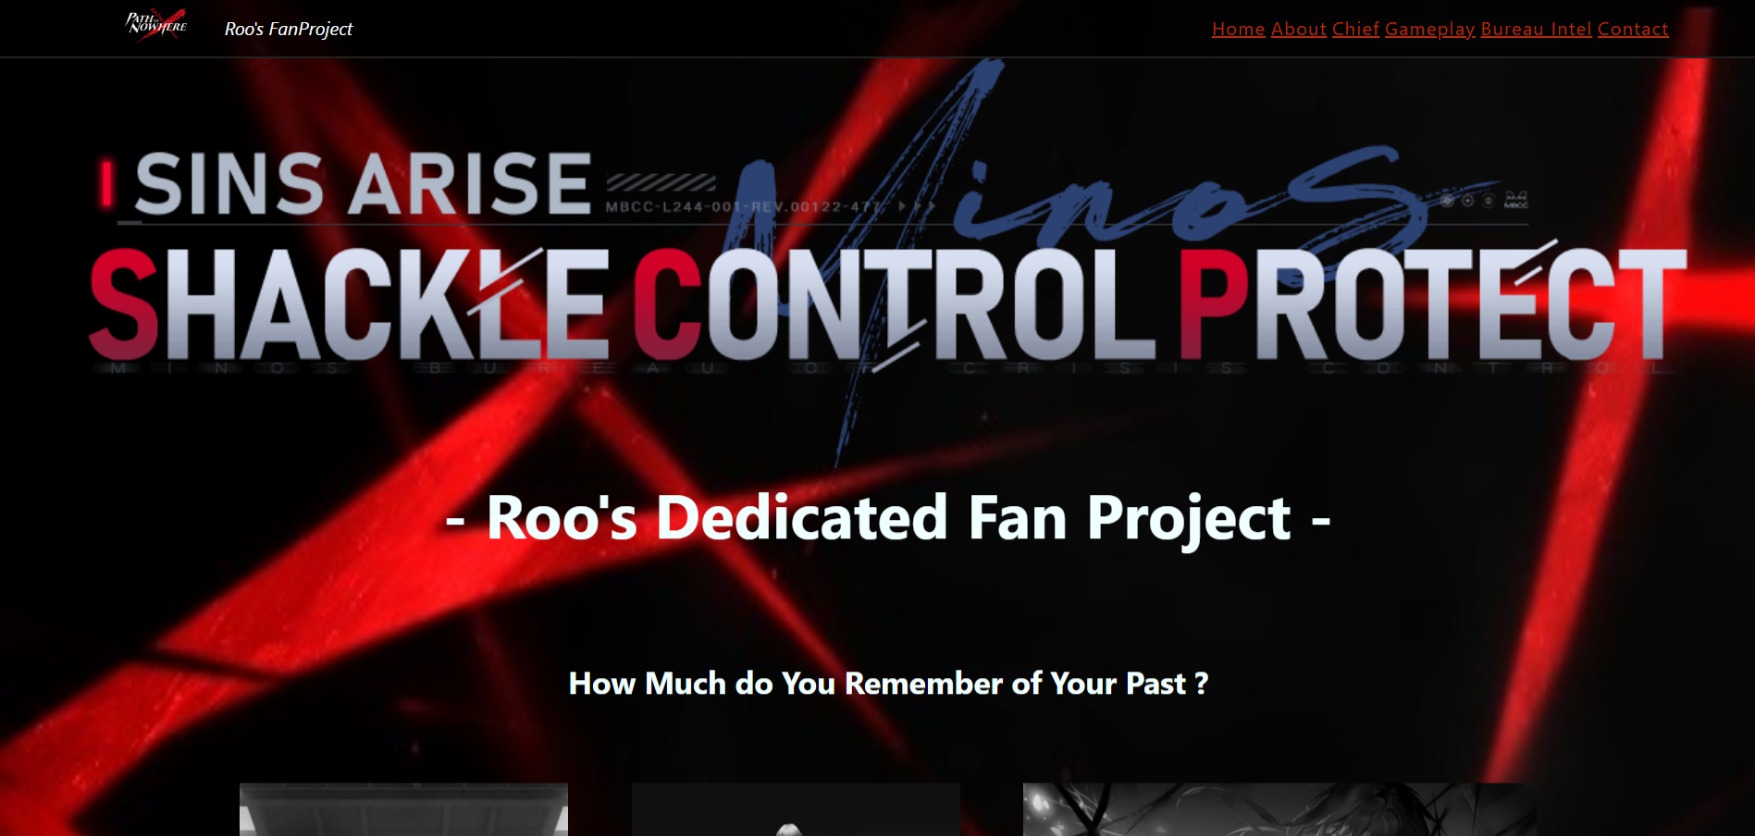 PATH TO NOWHERE
Roo's FanProject
Home About Chief Gameplay Bureau Intel Contact
Minos
SINS ARISE
MBCC-L244-001-REV.00122-477
MBCC
SHACKLE CONTROL PROTECT
MINOS BUREAU OF CRISIS CONTROL
- Roo's Dedicated Fan Project -
How Much do You Remember of Your Past ?